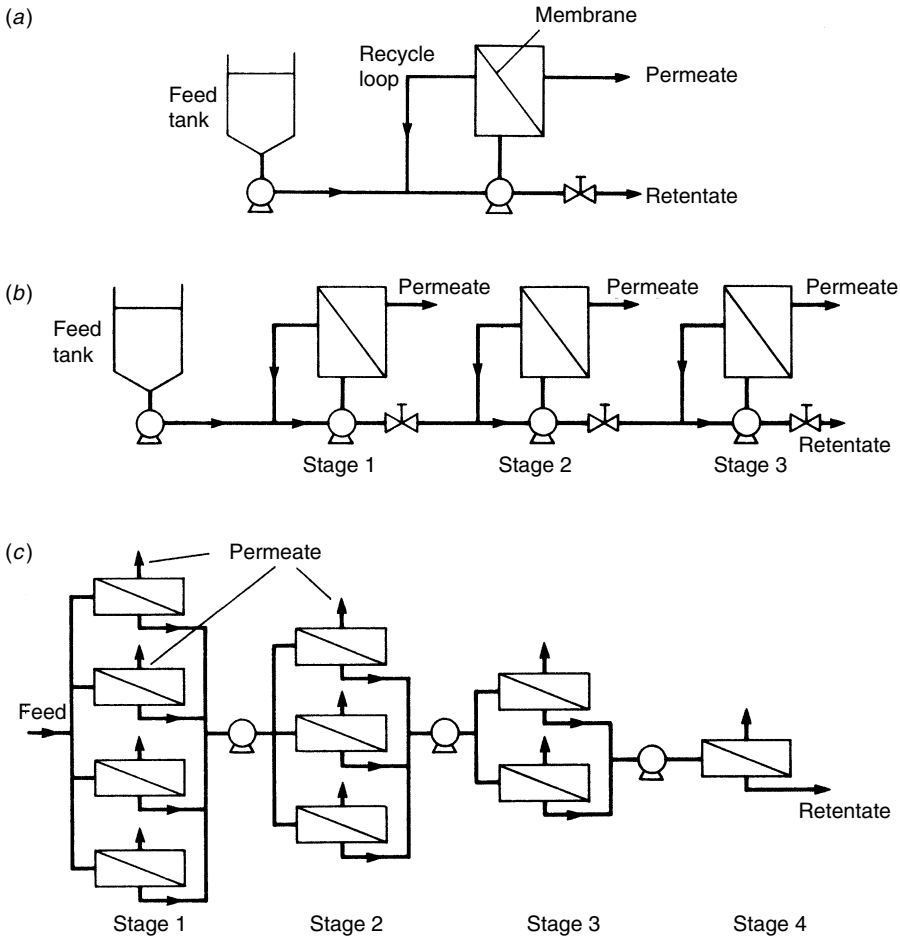 (a)
Membrane
Recycle
loop
Permeate
Feed
tank
Retentate
(b)
Permeate
Permeate
Permeate
Feed
tank
Retentate
Stage 1
Stage 2
Stage 3
(c)
Permeate
Feed
Retentate
Stage 1
Stage 2
Stage 3
Stage 4